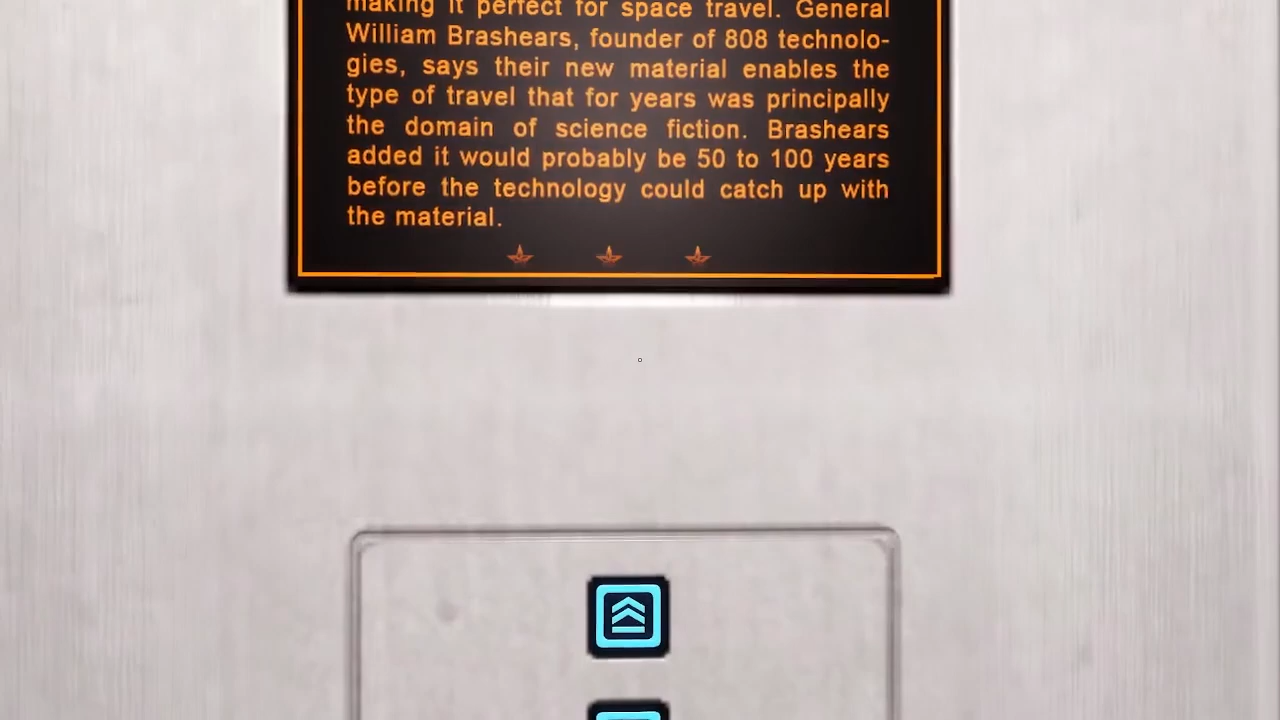 making it perfect for space travel. General
William Brashears, founder of 808 technolo-
gies, says their new material enables the
type of travel that for years was principally
the domain of science fiction. Brashears
added it would probably be 50 to 100 years
before the technology could catch up with
the material.